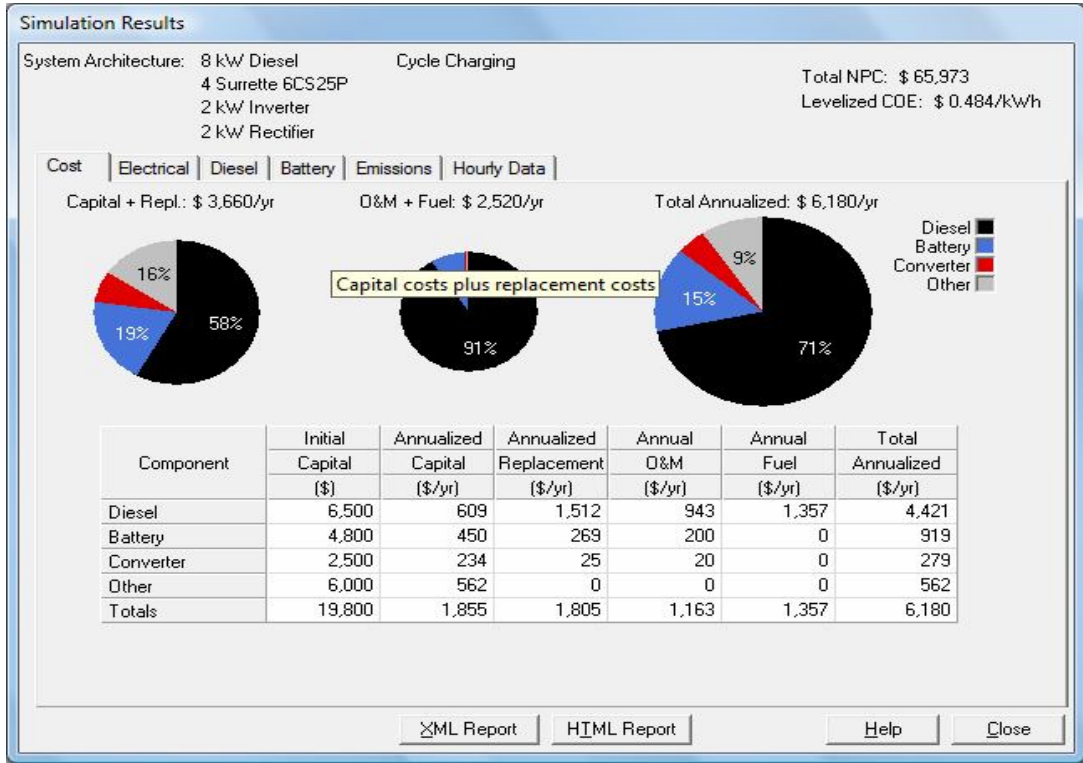 Simulation Results
System Architecture: 8 kW Diesel Cycle Charging
4 Surrette 6CS25P
2 kW Inverter
2 kW Rectifier
Total NPC: $ 65,973
Levelized COE: $ 0.484/kWh
Cost Electrical Diesel Battery Emissions Hourly Data
Capital + Repl.: $ 3,660/yr O&M + Fuel: $ 2,520/yr Total Annualized: $ 6,180/yr
Diesel
Battery
Converter
Other
16%
19%
58%
Capital costs plus replacement costs
91%
9%
15%
71%
Component Initial Annualized Annualized Annual Annual Total
Capital Capital Replacement O&M Fuel Annualized
($) ($/yr) ($/yr) ($/yr) ($/yr) ($/yr)
Diesel 6,500 609 1,512 943 1,357 4,421
Battery 4,800 450 269 200 0 919
Converter 2,500 234 25 20 0 279
Other 6,000 562 0 0 0 562
Totals 19,800 1,855 1,805 1,163 1,357 6,180
XML Report HTML Report Help Close